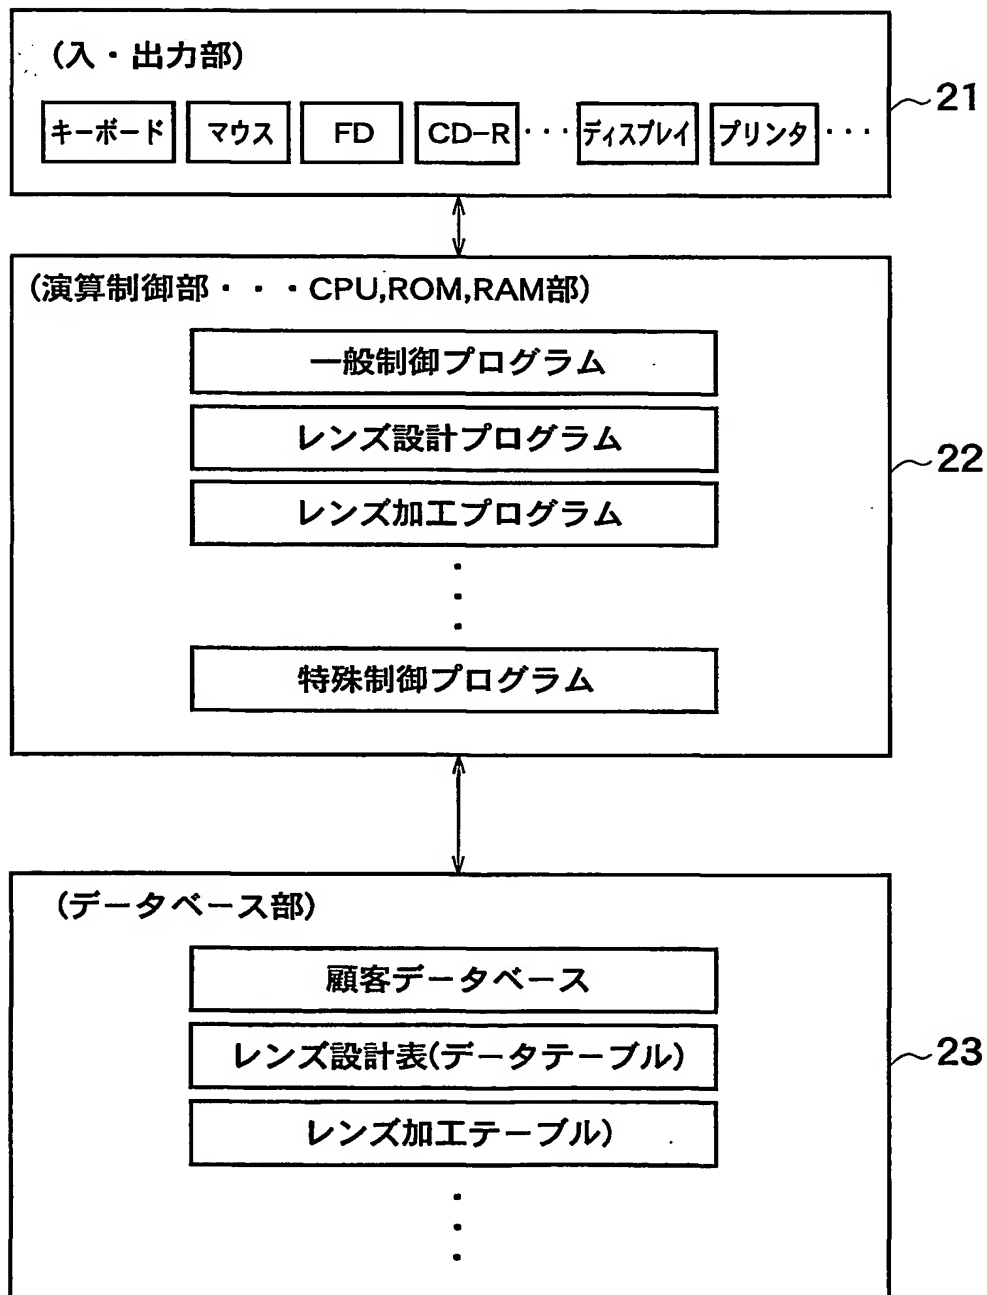 (入・出力部)
キーボード マウス FD CD-R ・・・ ディスプレイ プリンタ ・・・
21
(演算制御部・・・CPU,ROM,RAM部)
一般制御プログラム
レンズ設計プログラム
22
レンズ加工プログラム
・
・
・
特殊制御プログラム
(データベース部)
顧客データベース
レンズ設計表(データテーブル)
23
レンズ加工テーブル)
・
・
・